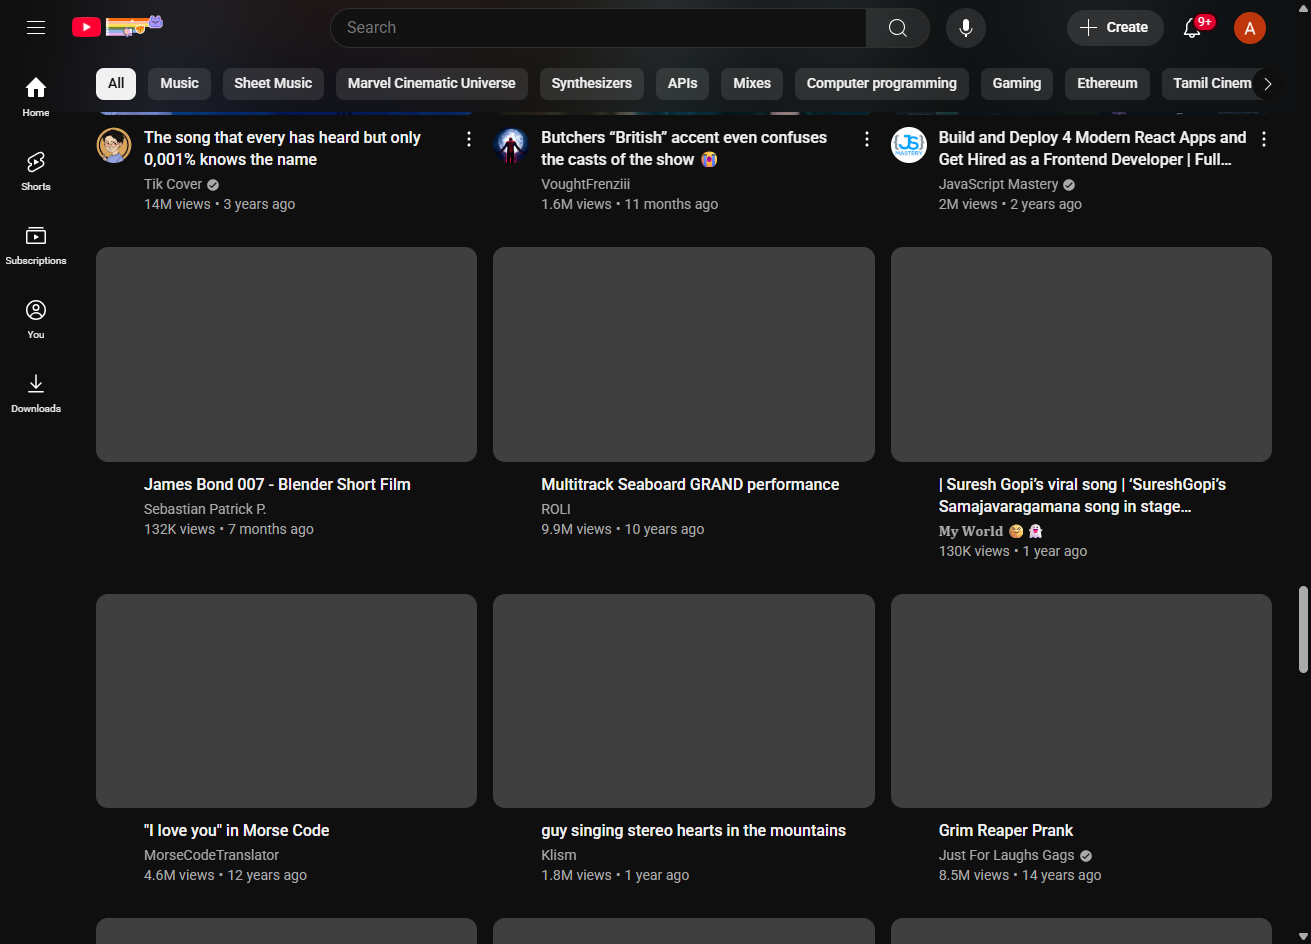 Search
Create
9+
A
All
Music
Sheet Music
Marvel Cinematic Universe
Synthesizers
APIs
Mixes
Computer programming
Gaming
Ethereum
Tamil Cinem
Home
Shorts
Subscriptions
You
Downloads
The song that every has heard but only
0,001% knows the name
Tik Cover
14M views • 3 years ago
Butchers “British” accent even confuses
the casts of the show 😭
VoughtFrenziii
1.6M views • 11 months ago
JS
MASTERY
Build and Deploy 4 Modern React Apps and
Get Hired as a Frontend Developer | Full...
JavaScript Mastery
2M views • 2 years ago
James Bond 007 - Blender Short Film
Sebastian Patrick P.
132K views • 7 months ago
Multitrack Seaboard GRAND performance
ROLI
9.9M views • 10 years ago
| Suresh Gopi’s viral song | ‘SureshGopi’s
Samajavaragamana song in stage...
My World
130K views • 1 year ago
"I love you" in Morse Code
MorseCodeTranslator
4.6M views • 12 years ago
guy singing stereo hearts in the mountains
Klism
1.8M views • 1 year ago
Grim Reaper Prank
Just For Laughs Gags
8.5M views • 14 years ago